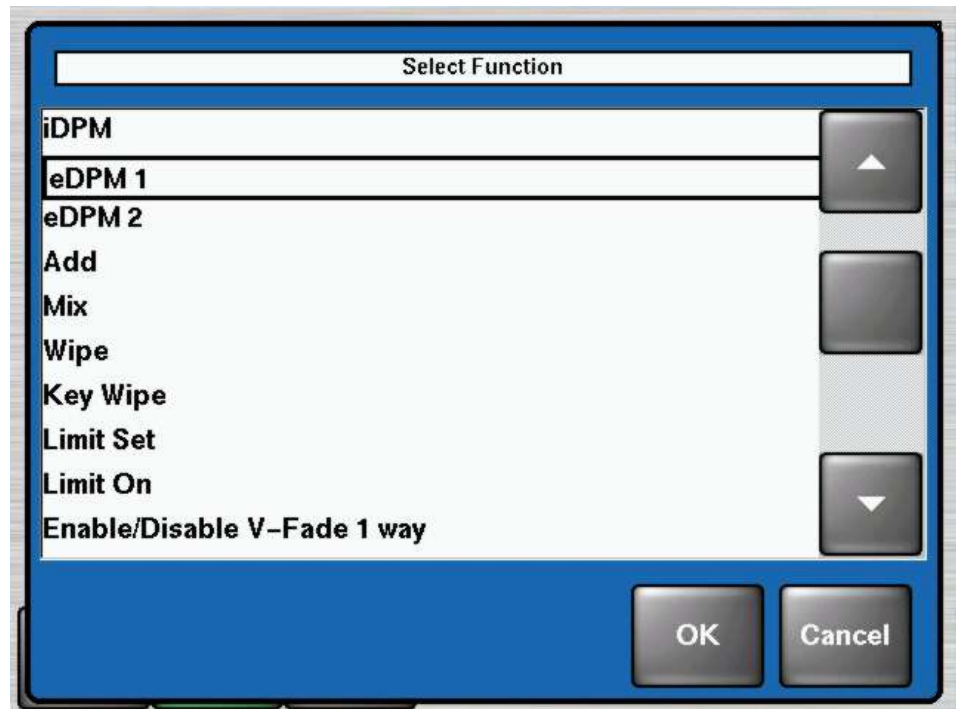 Select Function
iDPM
eDPM 1
eDPM 2
Add
Mix
Wipe
Key Wipe
Limit Set
Limit On
Enable/Disable V-Fade 1 way
OK
Cancel